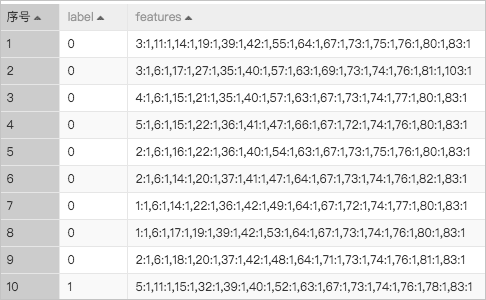 序号 label features
1 0 3:1,11:1,14:1,19:1,39:1,42:1,55:1,64:1,67:1,73:1,75:1,76:1,80:1,83:1
2 0 3:1,6:1,17:1,27:1,35:1,40:1,57:1,63:1,69:1,73:1,74:1,76:1,81:1,103:1
3 0 4:1,6:1,15:1,21:1,35:1,40:1,57:1,63:1,67:1,73:1,74:1,77:1,80:1,83:1
4 0 5:1,6:1,15:1,22:1,36:1,41:1,47:1,66:1,67:1,72:1,74:1,76:1,80:1,83:1
5 0 2:1,6:1,16:1,22:1,36:1,40:1,54:1,63:1,67:1,73:1,75:1,76:1,80:1,83:1
6 0 2:1,6:1,14:1,20:1,37:1,41:1,47:1,64:1,67:1,73:1,74:1,76:1,82:1,83:1
7 0 1:1,6:1,14:1,22:1,36:1,42:1,49:1,64:1,67:1,72:1,74:1,77:1,80:1,83:1
8 0 1:1,6:1,17:1,19:1,39:1,42:1,53:1,64:1,67:1,73:1,74:1,76:1,80:1,83:1
9 0 2:1,6:1,18:1,20:1,37:1,42:1,48:1,64:1,71:1,73:1,74:1,76:1,81:1,83:1
10 1 5:1,11:1,15:1,32:1,39:1,40:1,52:1,63:1,67:1,73:1,74:1,76:1,78:1,83:1